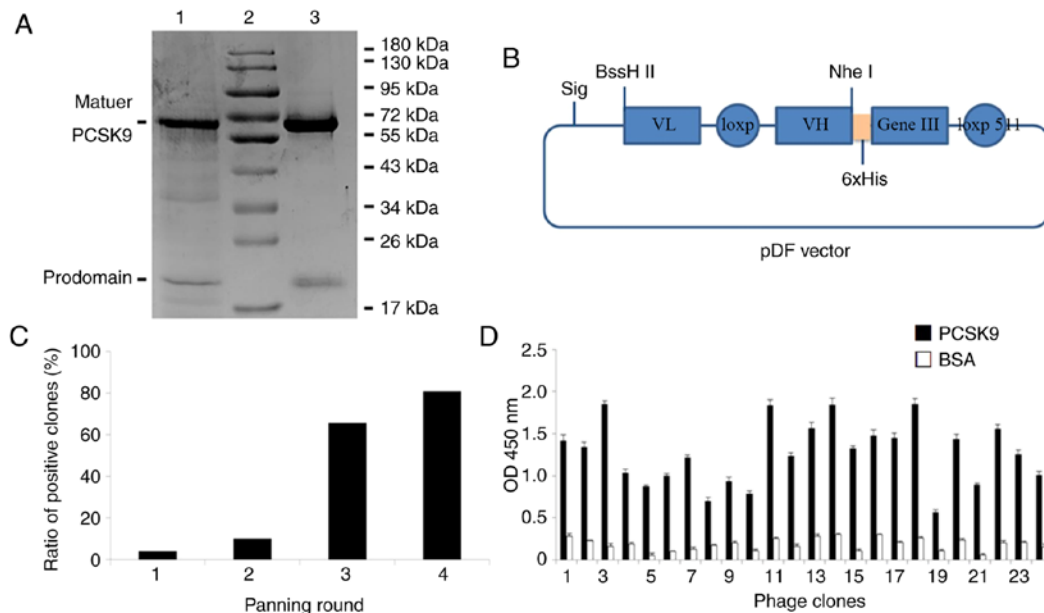 A
1 2 3
180 kDa
130 kDa
95 kDa
72 kDa
55 kDa
43 kDa
34 kDa
26 kDa
17 kDa
Matuer
PCSK9
Prodomain
B
Sig
BssH II
Nhe I
VL
loxp
VH
Gene III
loxp 511
6xHis
pDF vector
C
Ratio of positive clones (%)
100
80
60
40
20
0
1 2 3 4
Panning round
D
PCSK9
BSA
OD 450 nm
2.5
2.0
1.5
1.0
0.5
0
1 3 5 7 9 11 13 15 17 19 21 23
Phage clones